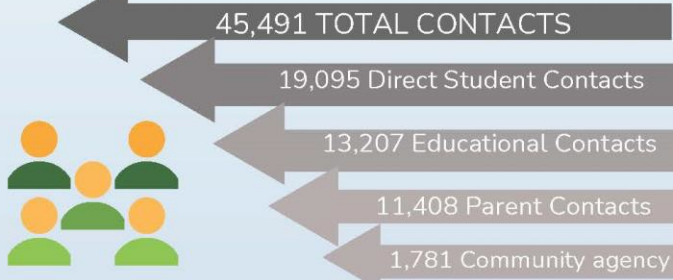 45,491 TOTAL CONTACTS
19,095 Direct Student Contacts
13,207 Educational Contacts
11,408 Parent Contacts
1,781 Community agency